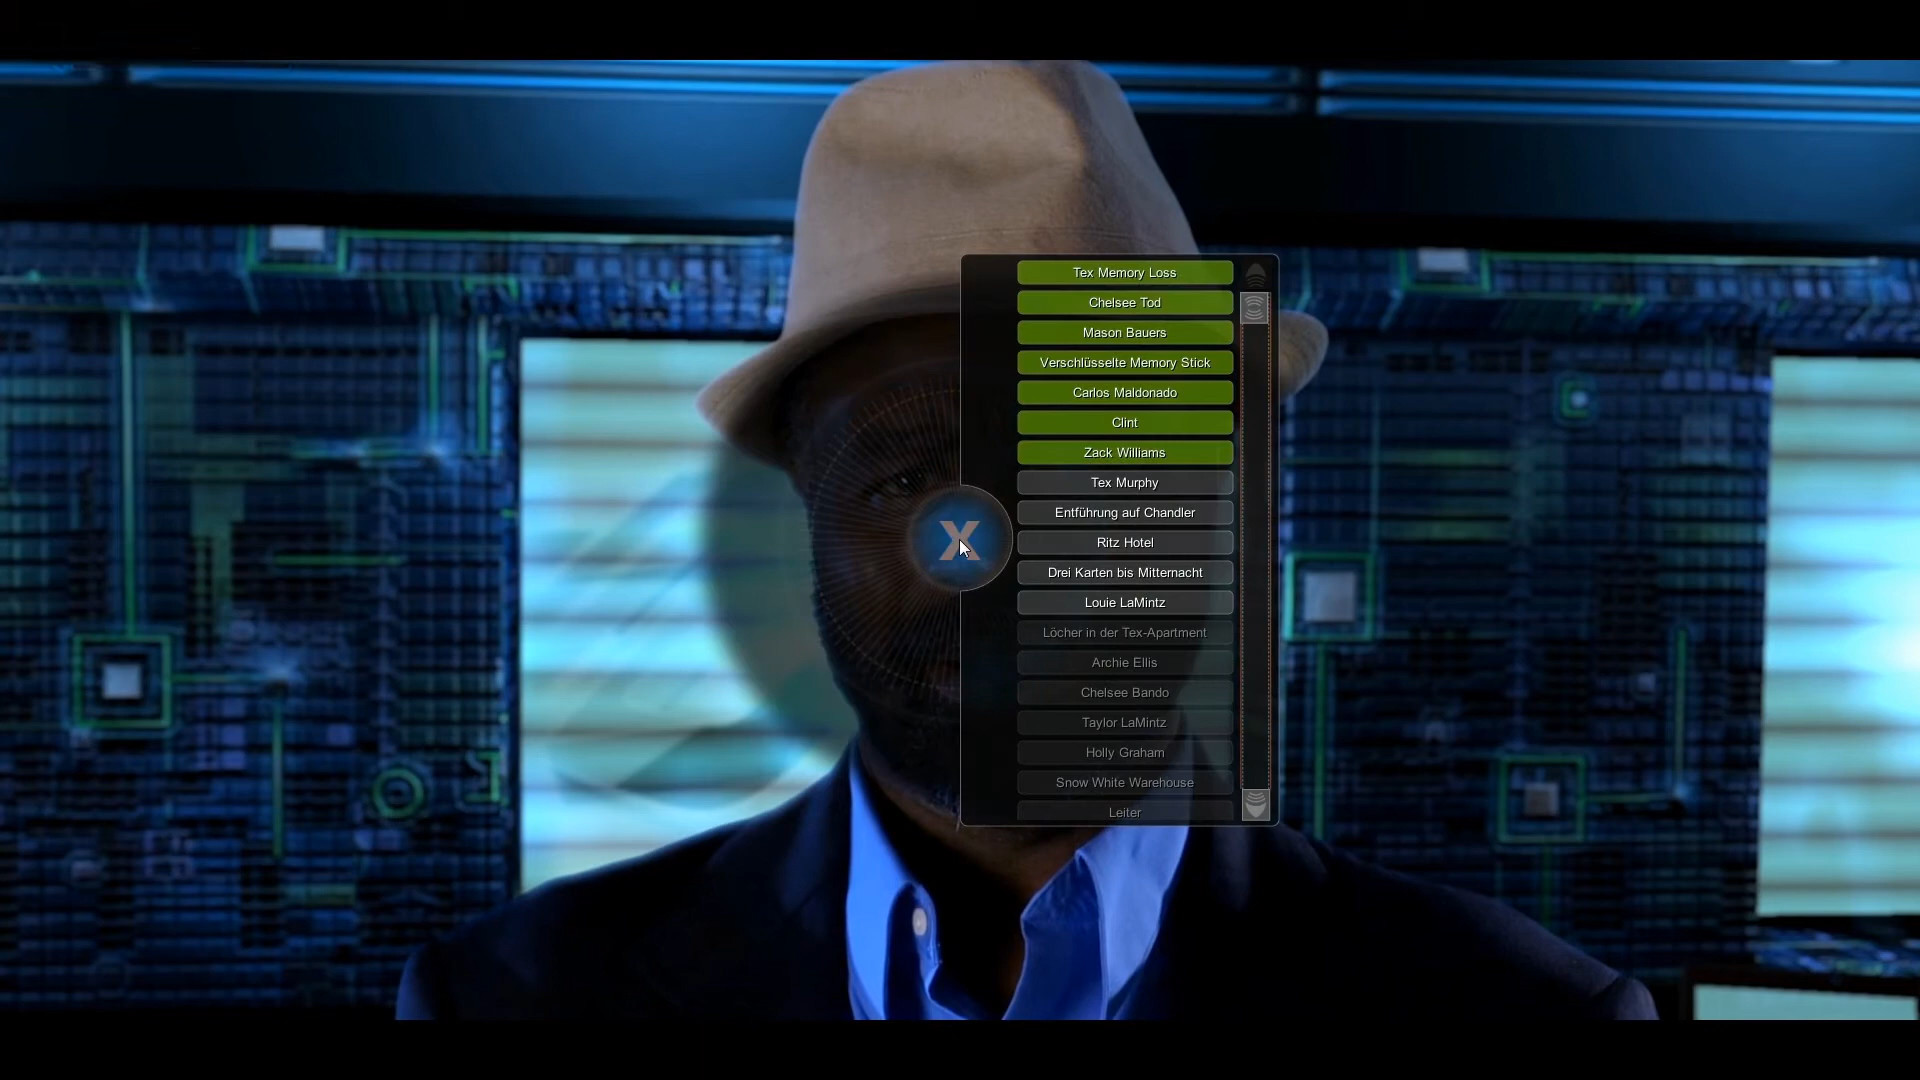 Tex Memory Loss
Chelsee Tod
Mason Bauers
Verschlüsselte Memory Stick
Carlos Maldonado
Clint
Zack Williams
Tex Murphy
Entführung auf Chandler
Ritz Hotel
X
Drei Karten bis Mitternacht
Louie LaMintz
Löcher in der Tex-Apartment
Archie Ellis
Chelsee Bando
Taylor LaMintz
Holly Graham
Snow White Warehouse
Leiter